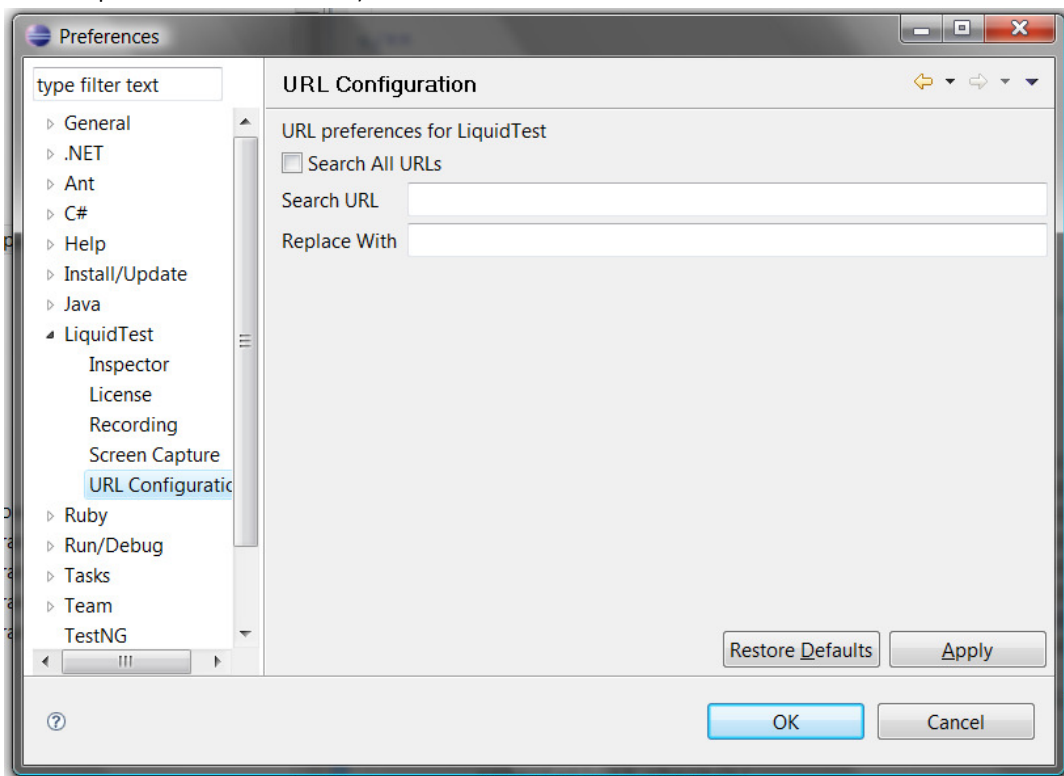 Preferences
type filter text
General
.NET
Ant
C#
Help
Install/Update
Java
LiquidTest
Inspector
License
Recording
Screen Capture
URL Configuratic
Ruby
Run/Debug
Tasks
Team
TestNG
URL Configuration
URL preferences for LiquidTest
Search All URLs
Search URL
Replace With
Restore Defaults
Apply
OK
Cancel